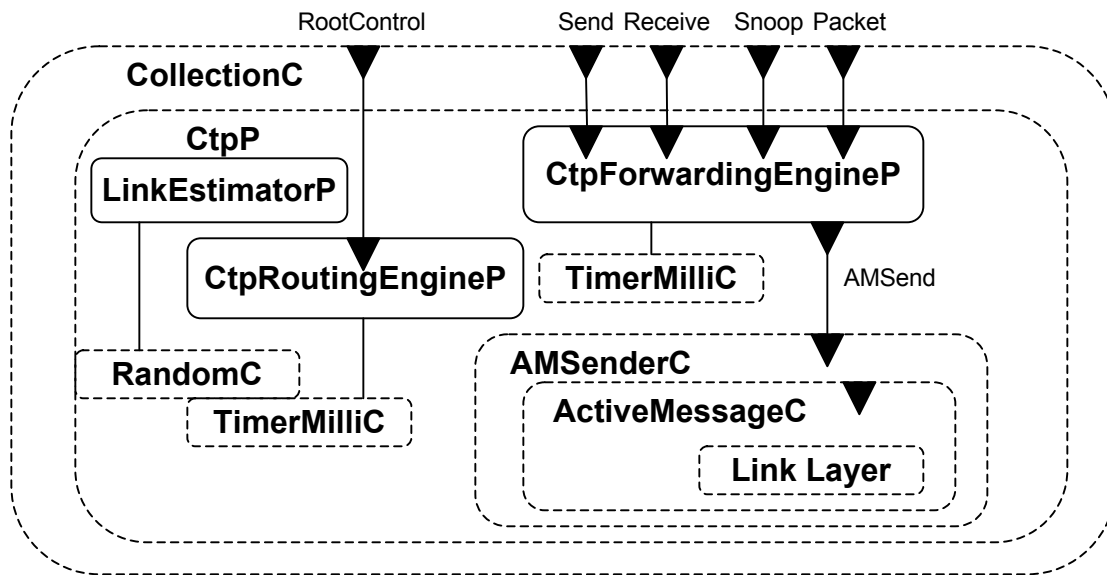 RootControl
Send Receive Snoop Packet
CollectionC
CtpP
LinkEstimatorP
CtpForwardingEngineP
CtpRoutingEngineP
TimerMilliC
AMSend
RandomC
TimerMilliC
AMSenderC
ActiveMessageC
Link Layer